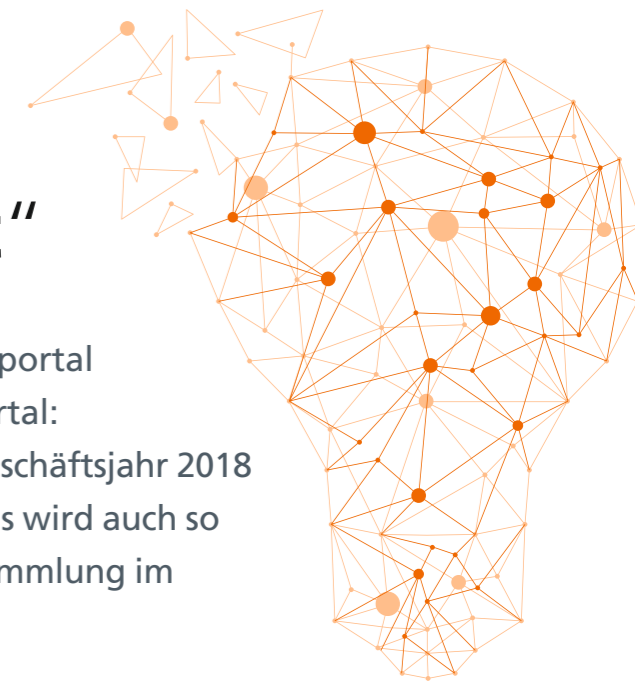 “
portal
rtal:
schäftsjahr 2018
s wird auch so
mmlung im